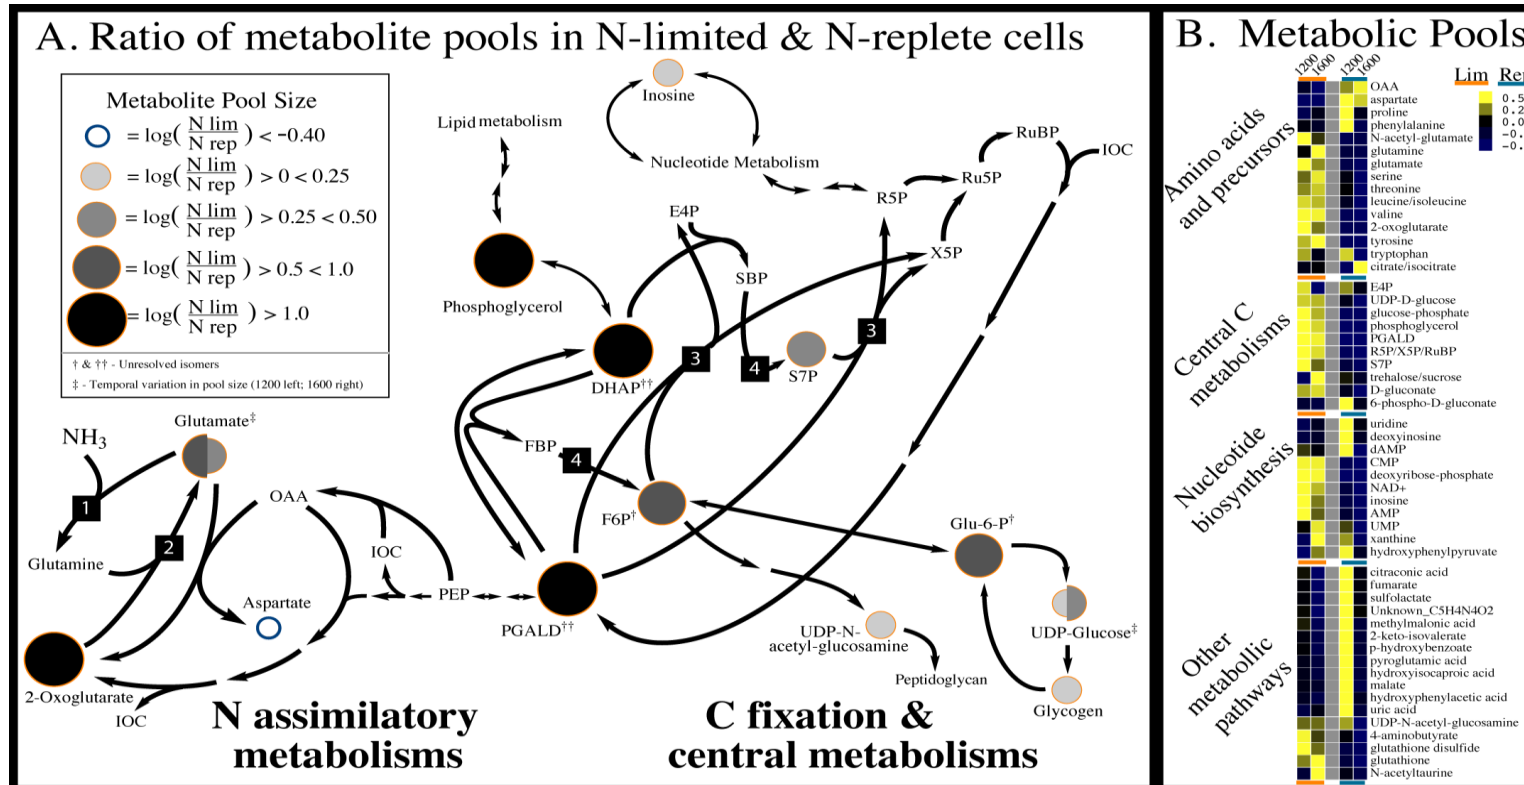 A. Ratio of metabolite pools in N-limited & N-replete cells
Metabolite Pool Size
= log( N lim / N rep ) < −0.40
= log( N lim / N rep ) > 0 < 0.25
= log( N lim / N rep ) > 0.25 < 0.50
= log( N lim / N rep ) > 0.5 < 1.0
= log( N lim / N rep ) > 1.0
† & †† - Unresolved isomers
‡ - Temporal variation in pool size (1200 left; 1600 right)
Inosine
Lipid metabolism
Nucleotide Metabolism
RuBP
IOC
Ru5P
R5P
E4P
X5P
SBP
Phosphoglycerol
3
3
4
S7P
DHAP††
FBP
4
F6P†
Glu-6-P†
UDP-Glucose‡
Glycogen
UDP-N-
acetyl-glucosamine
Peptidoglycan
PGALD††
PEP
IOC
OAA
Glutamate‡
NH3
1
Glutamine
2
Aspartate
2-Oxoglutarate
IOC
N assimilatory
metabolisms
C fixation &
central metabolisms
B. Metabolic Pools
1200 1600 1200 1600
Lim
0.5
0.2
0.0
Amino acids
and precursors
OAA
aspartate
proline
phenylalanine
N-acetyl-glutamate
glutamine
glutamate
serine
threonine
leucine/isoleucine
valine
2-oxoglutarate
tyrosine
tryptophan
citrate/isocitrate
Central C
metabolisms
E4P
UDP-D-glucose
glucose-phosphate
phosphoglycerol
PGALD
R5P/X5P/RuBP
S7P
trehalose/sucrose
D-gluconate
6-phospho-D-gluconate
Nucleotide
biosynthesis
uridine
deoxyinosine
dAMP
CMP
deoxyribose-phosphate
NAD+
inosine
AMP
UMP
xanthine
hydroxyphenylpyruvate
Other
metabollic
pathways
citraconic acid
fumarate
sulfolactate
Unknown_C5H4N4O2
methylmalonic acid
2-keto-isovalerate
p-hydroxybenzoate
pyroglutamic acid
hydroxyisocaproic acid
malate
hydroxyphenylacetic acid
uric acid
UDP-N-acetyl-glucosamine
4-aminobutyrate
glutathione disulfide
glutathione
N-acetyltaurine